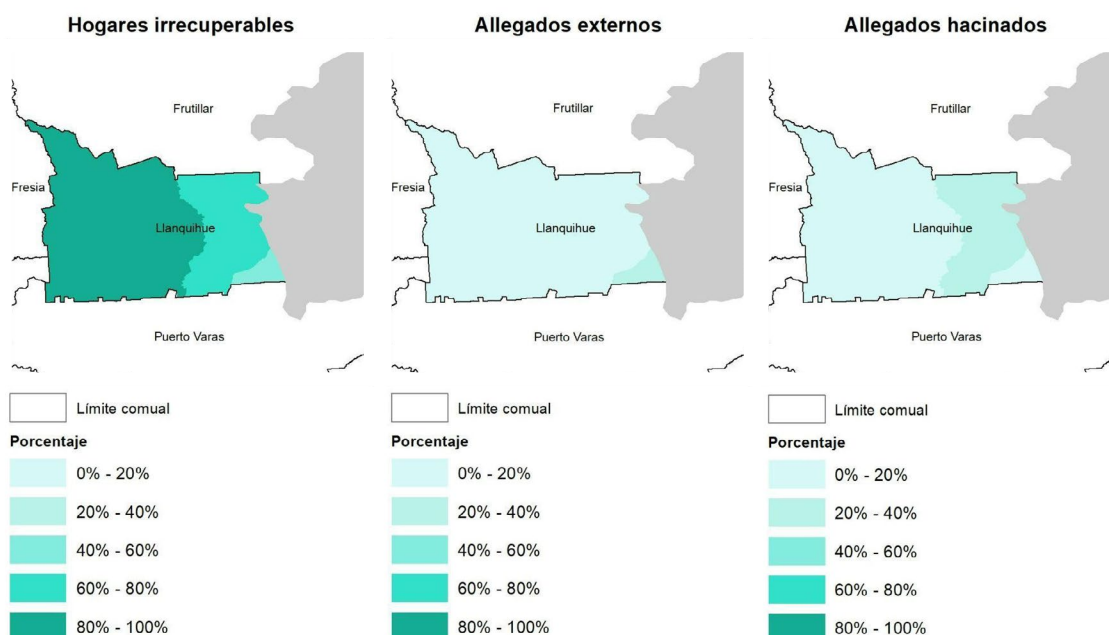 Hogares irrecuperables
Frutillar
Fresia
Llanquihue
Puerto Varas
Límite comual
Porcentaje
0% - 20%
20% - 40%
40% - 60%
60% - 80%
80% - 100%
Allegados externos
Frutillar
Fresia
Llanquihue
Puerto Varas
Límite comual
Porcentaje
0% - 20%
20% - 40%
40% - 60%
60% - 80%
80% - 100%
Allegados hacinados
Frutillar
Fresia
Llanquihue
Puerto Varas
Límite comual
Porcentaje
0% - 20%
20% - 40%
40% - 60%
60% - 80%
80% - 100%